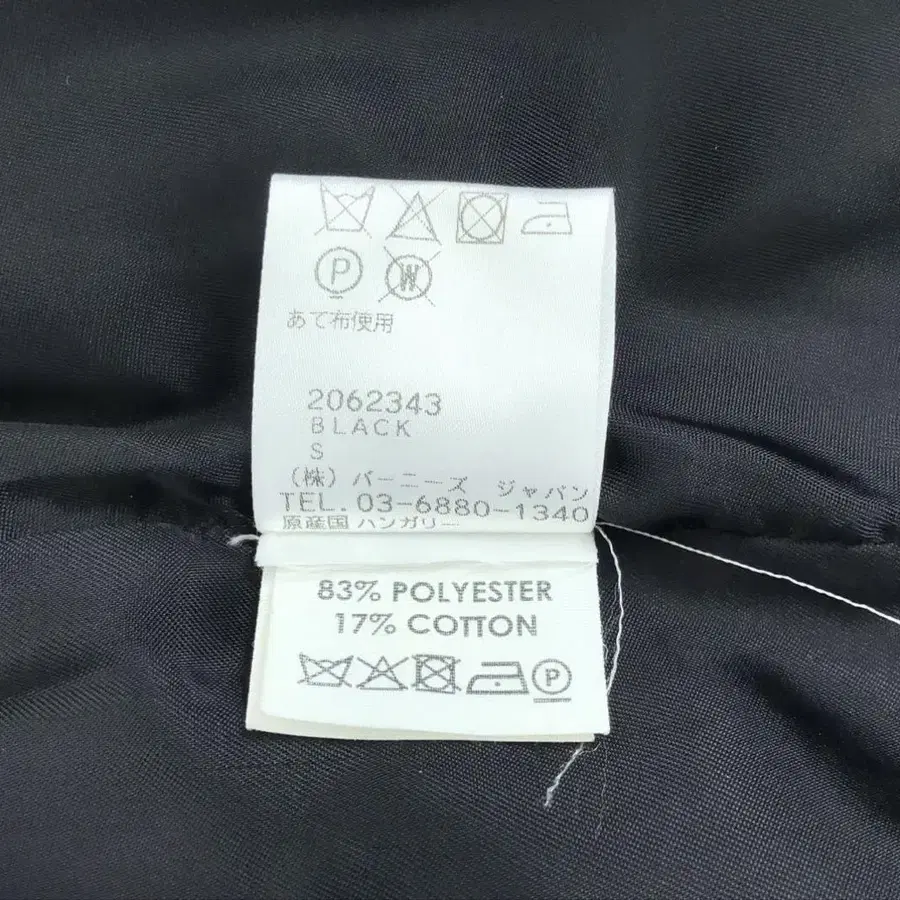 P W
あて布使用
2062343
BLACK
S
(株) バーニーズ ジャパン
TEL. 03-6880-1340
原産国 ハンガリー
83% POLYESTER
17% COTTON
P